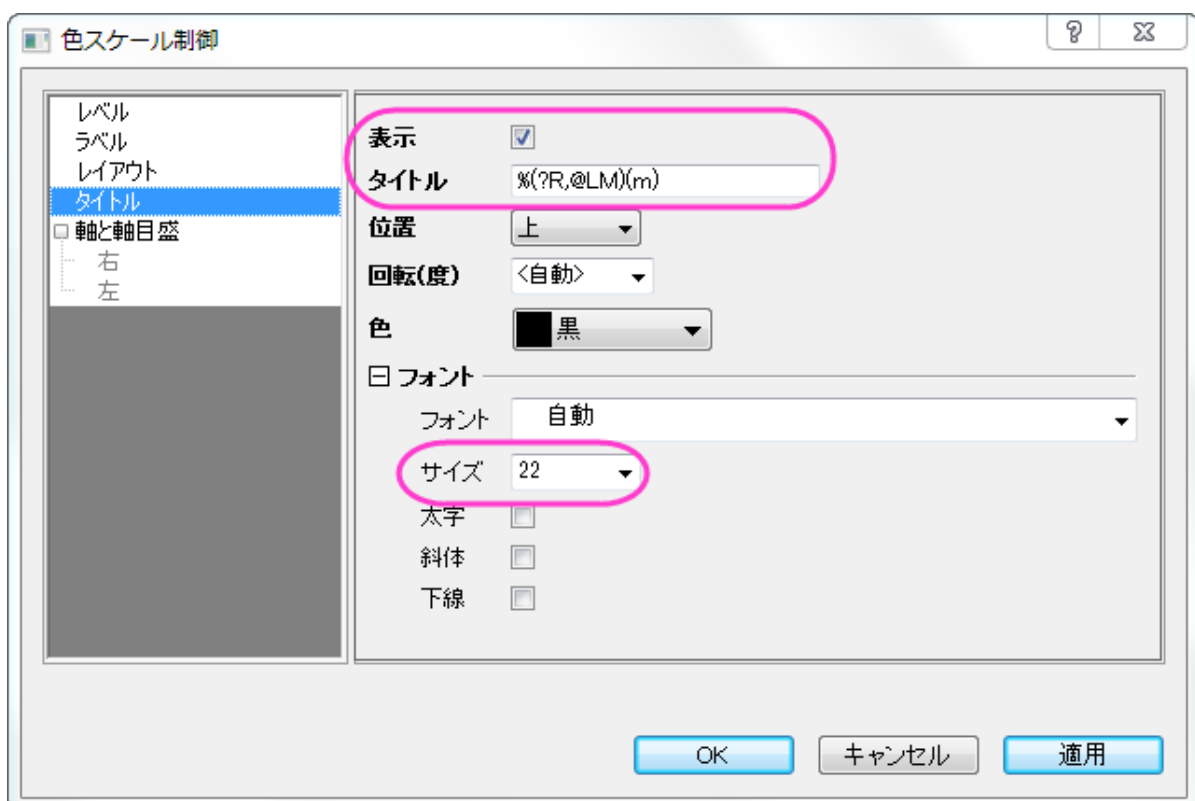 色スケール制御
レベル
ラベル
レイアウト
タイトル
軸と軸目盛
右
左
表示
タイトル %(?R,@LM)(m)
位置 上
回転(度) <自動>
色 黒
フォント
フォント 自動
サイズ 22
太字
斜体
下線
OK キャンセル 適用